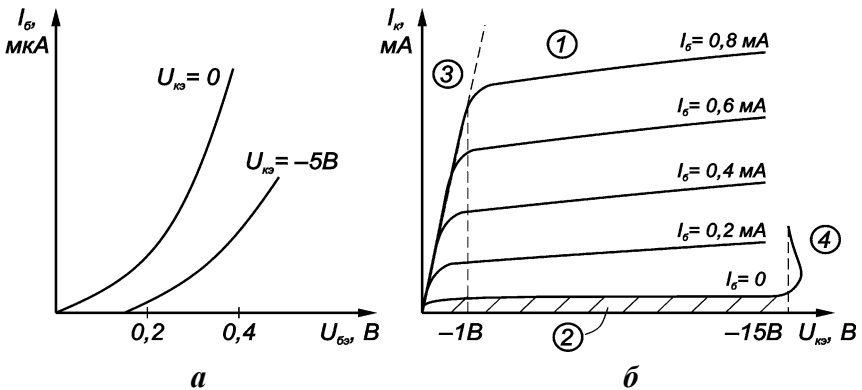 Iб,
мкА
Uкэ= 0
Uкэ= –5В
0,2
0,4
Uбэ, В
а
Iк,
мА
1
Iб= 0,8 мА
3
Iб= 0,6 мА
Iб= 0,4 мА
Iб= 0,2 мА
4
Iб= 0
–1В
2
–15В
Uкэ, В
б